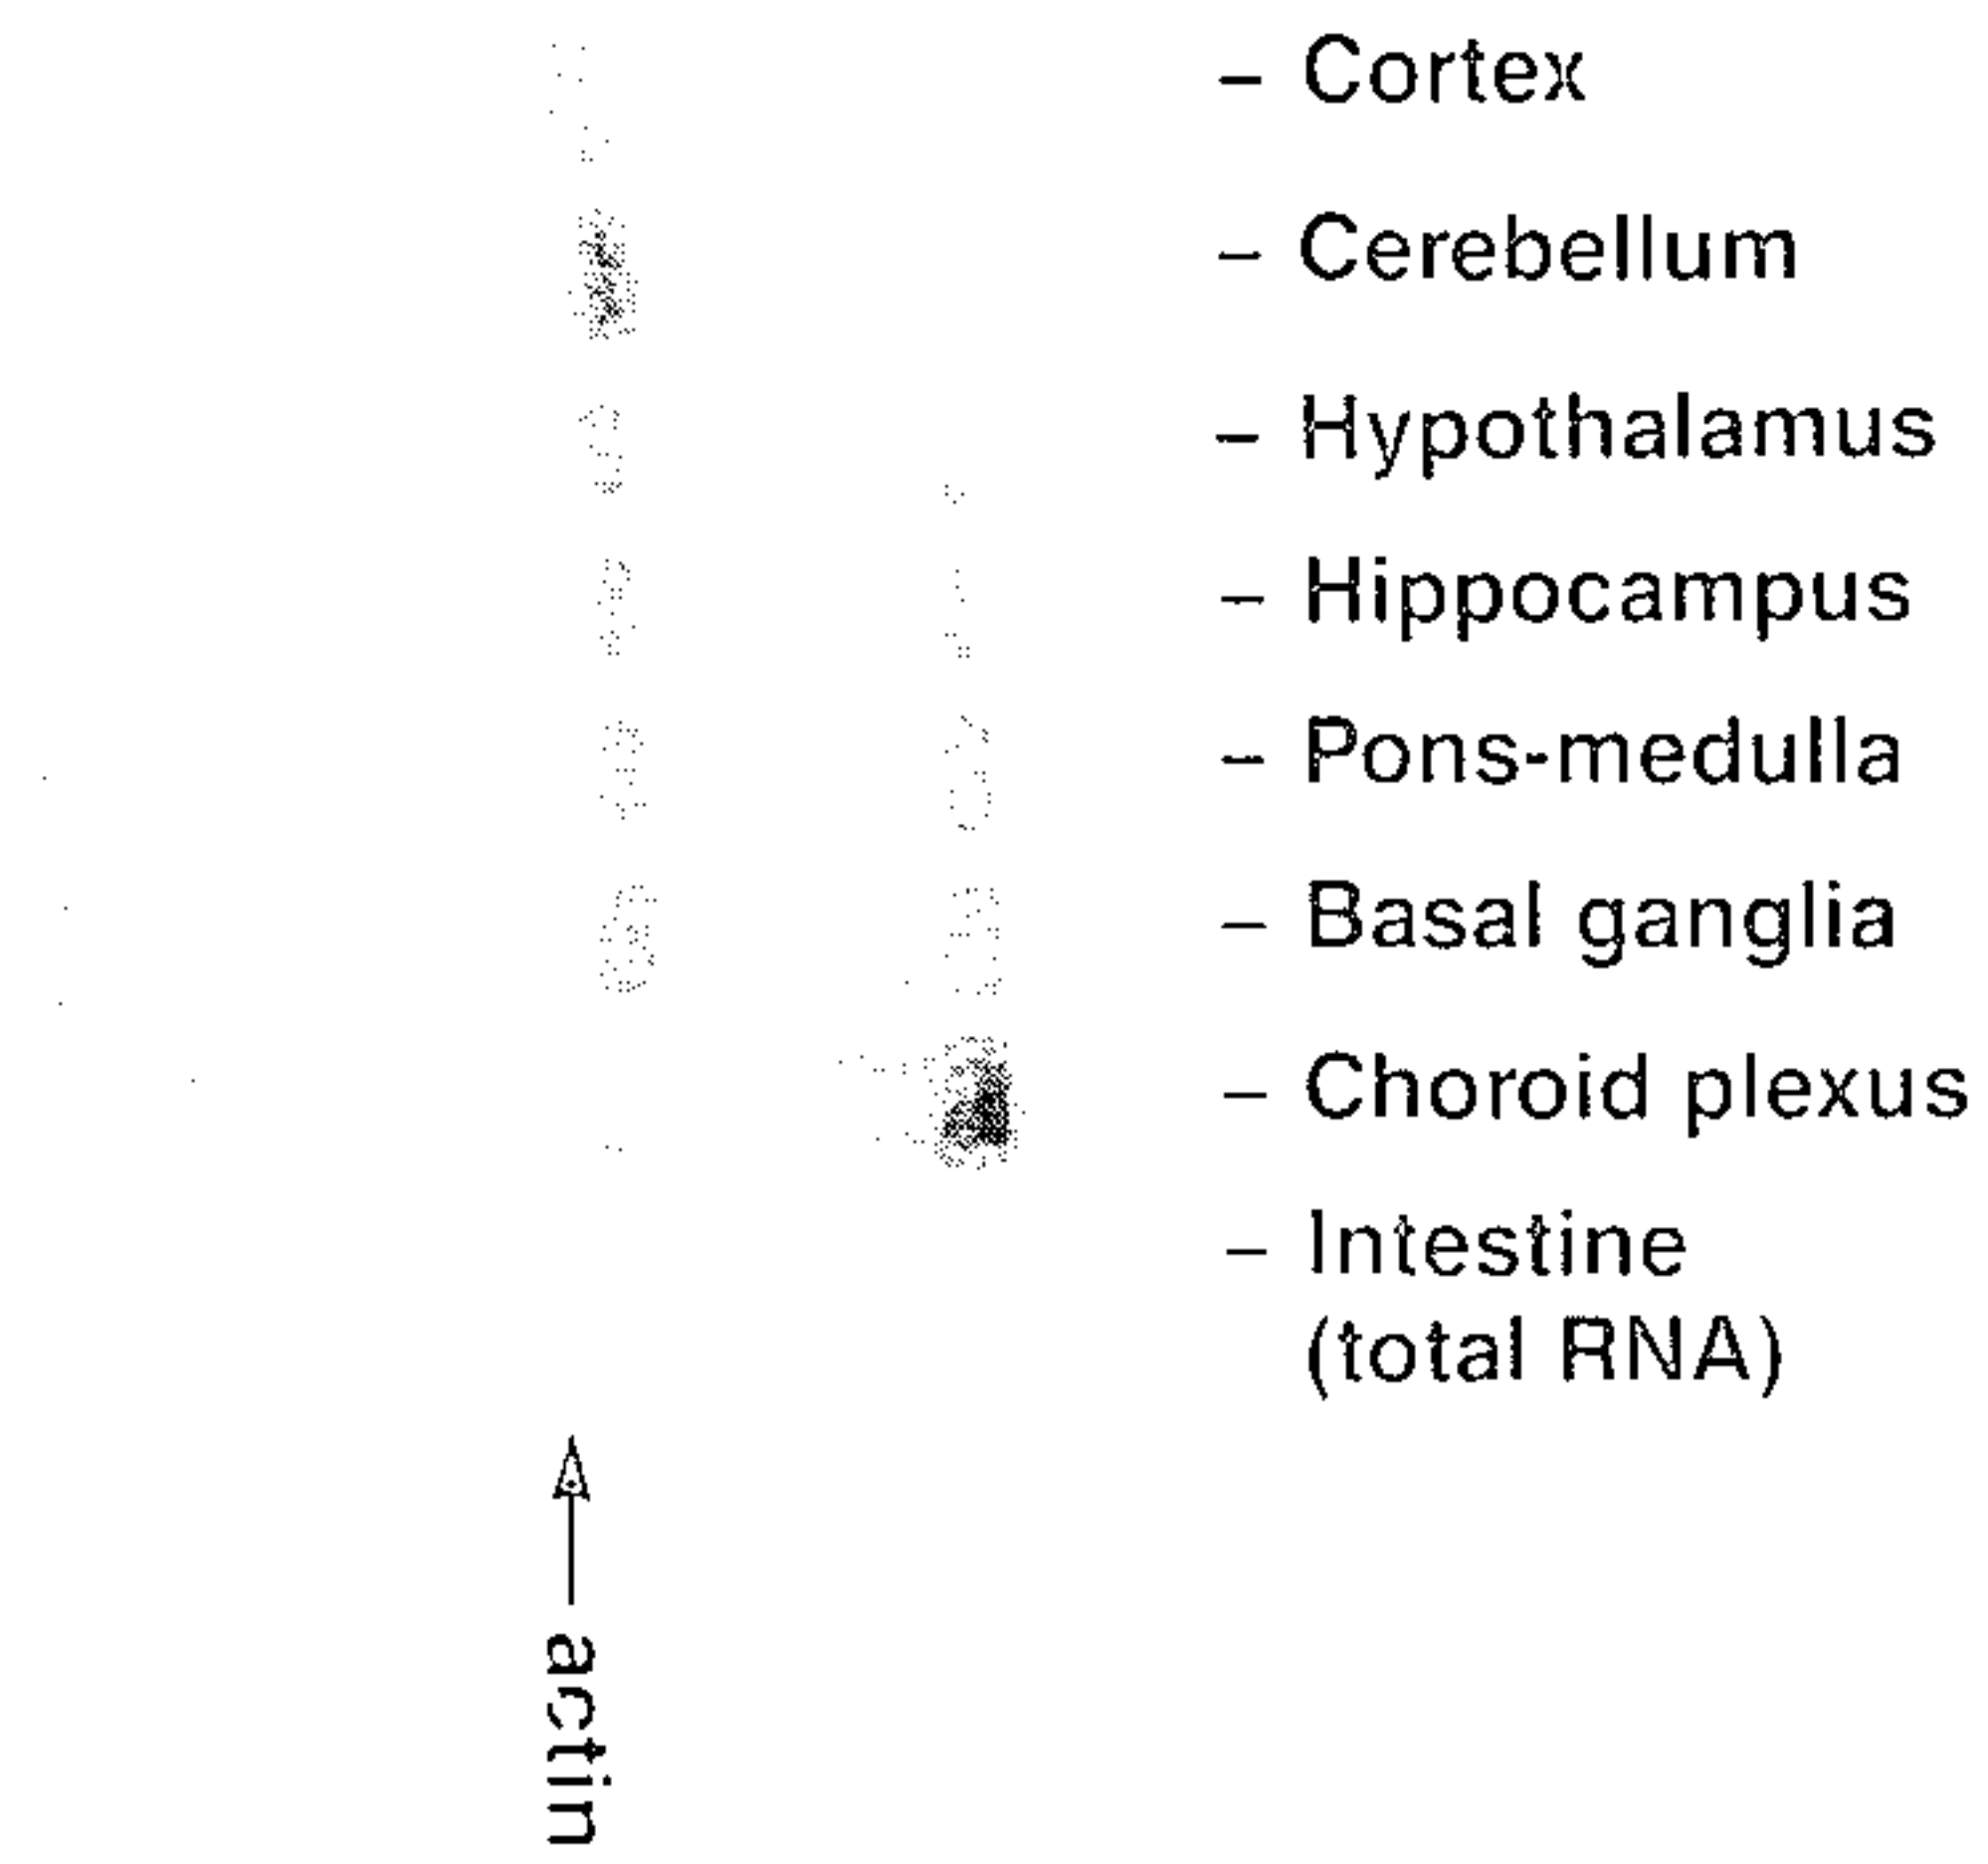 – Cortex
– Cerebellum
– Hypothalamus
– Hippocampus
– Pons-medulla
– Basal ganglia
– Choroid plexus
– Intestine
(total RNA)
actin